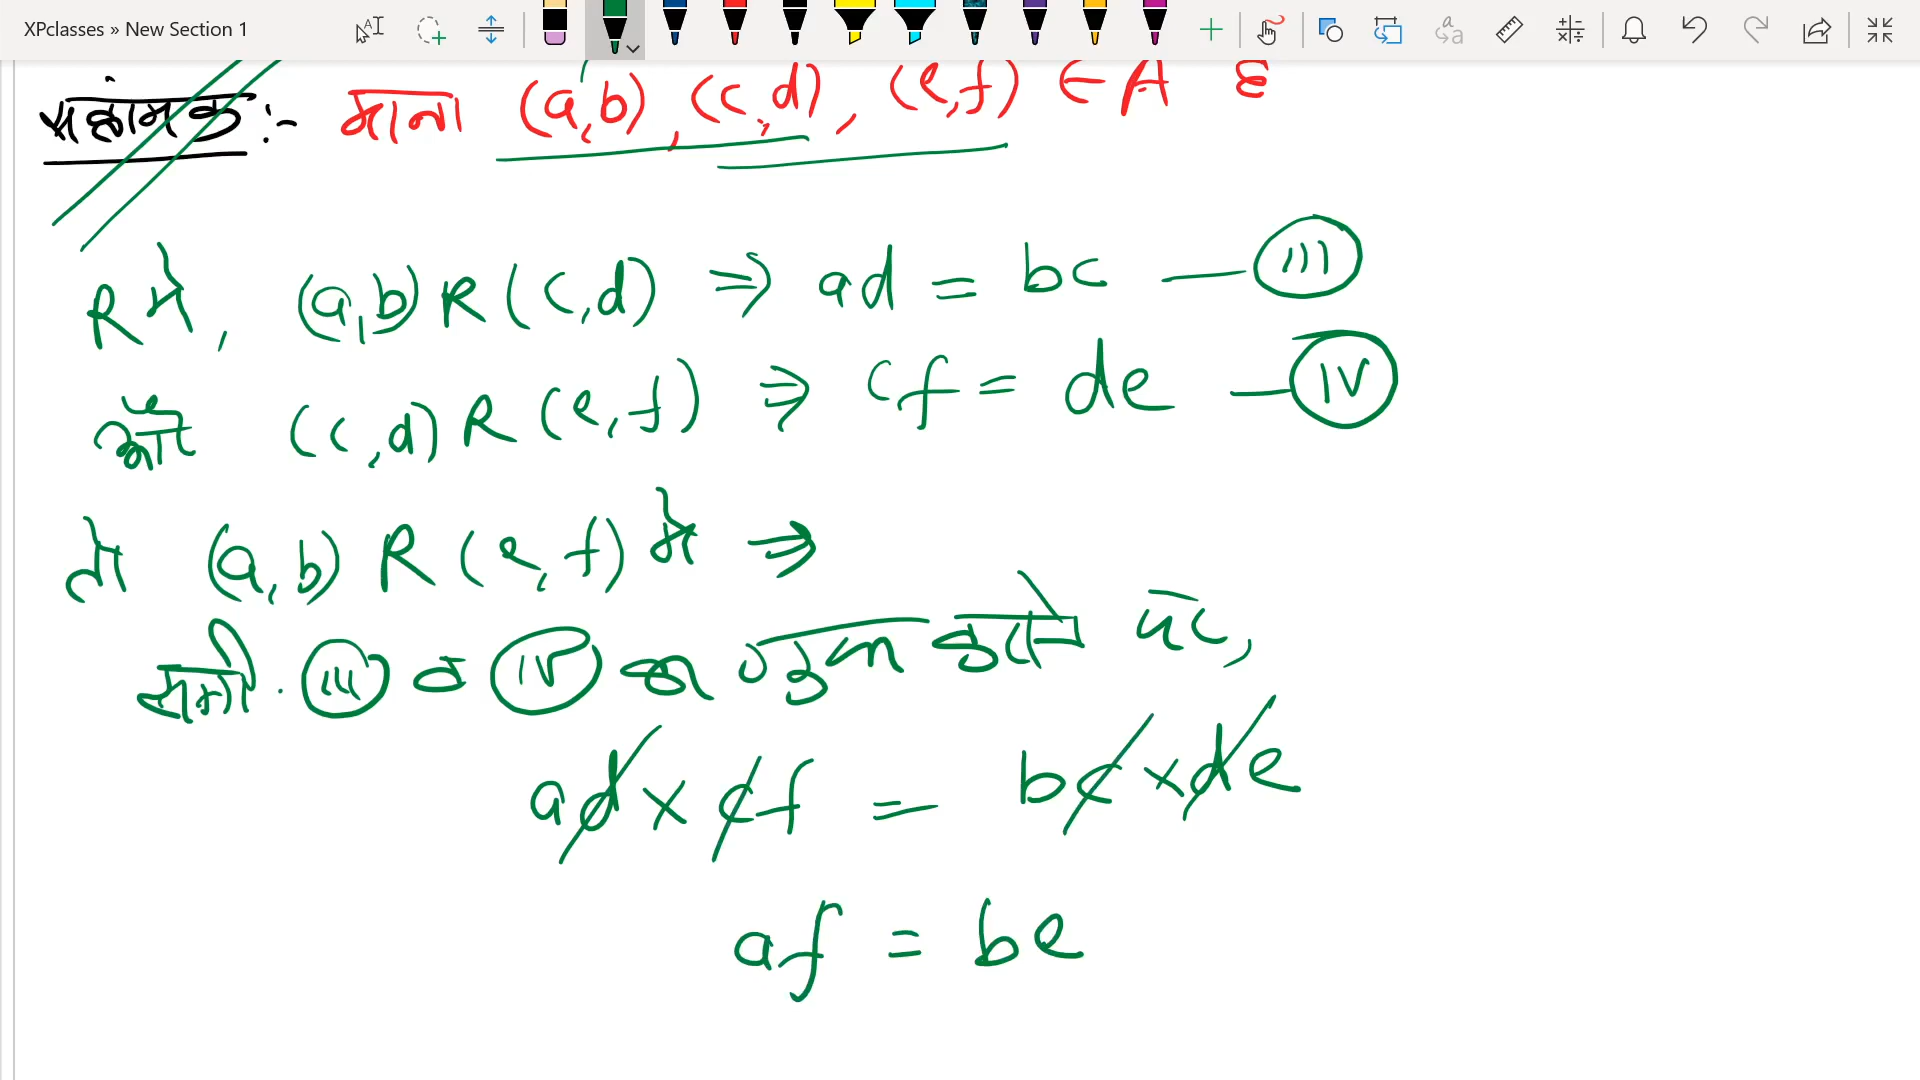 XPclasses » New Section 1
:- माना (a,b), (c,d), (e,f) ∈ A है
R में, (a,b) R (c,d) ⇒ ad = bc — III
और (c,d) R (e,f) ⇒ cf = de — IV
तो (a,b) R (e,f) में ⇒
समी. III व IV का गुणा करने पर,
ad x cf = bc x de
af = be